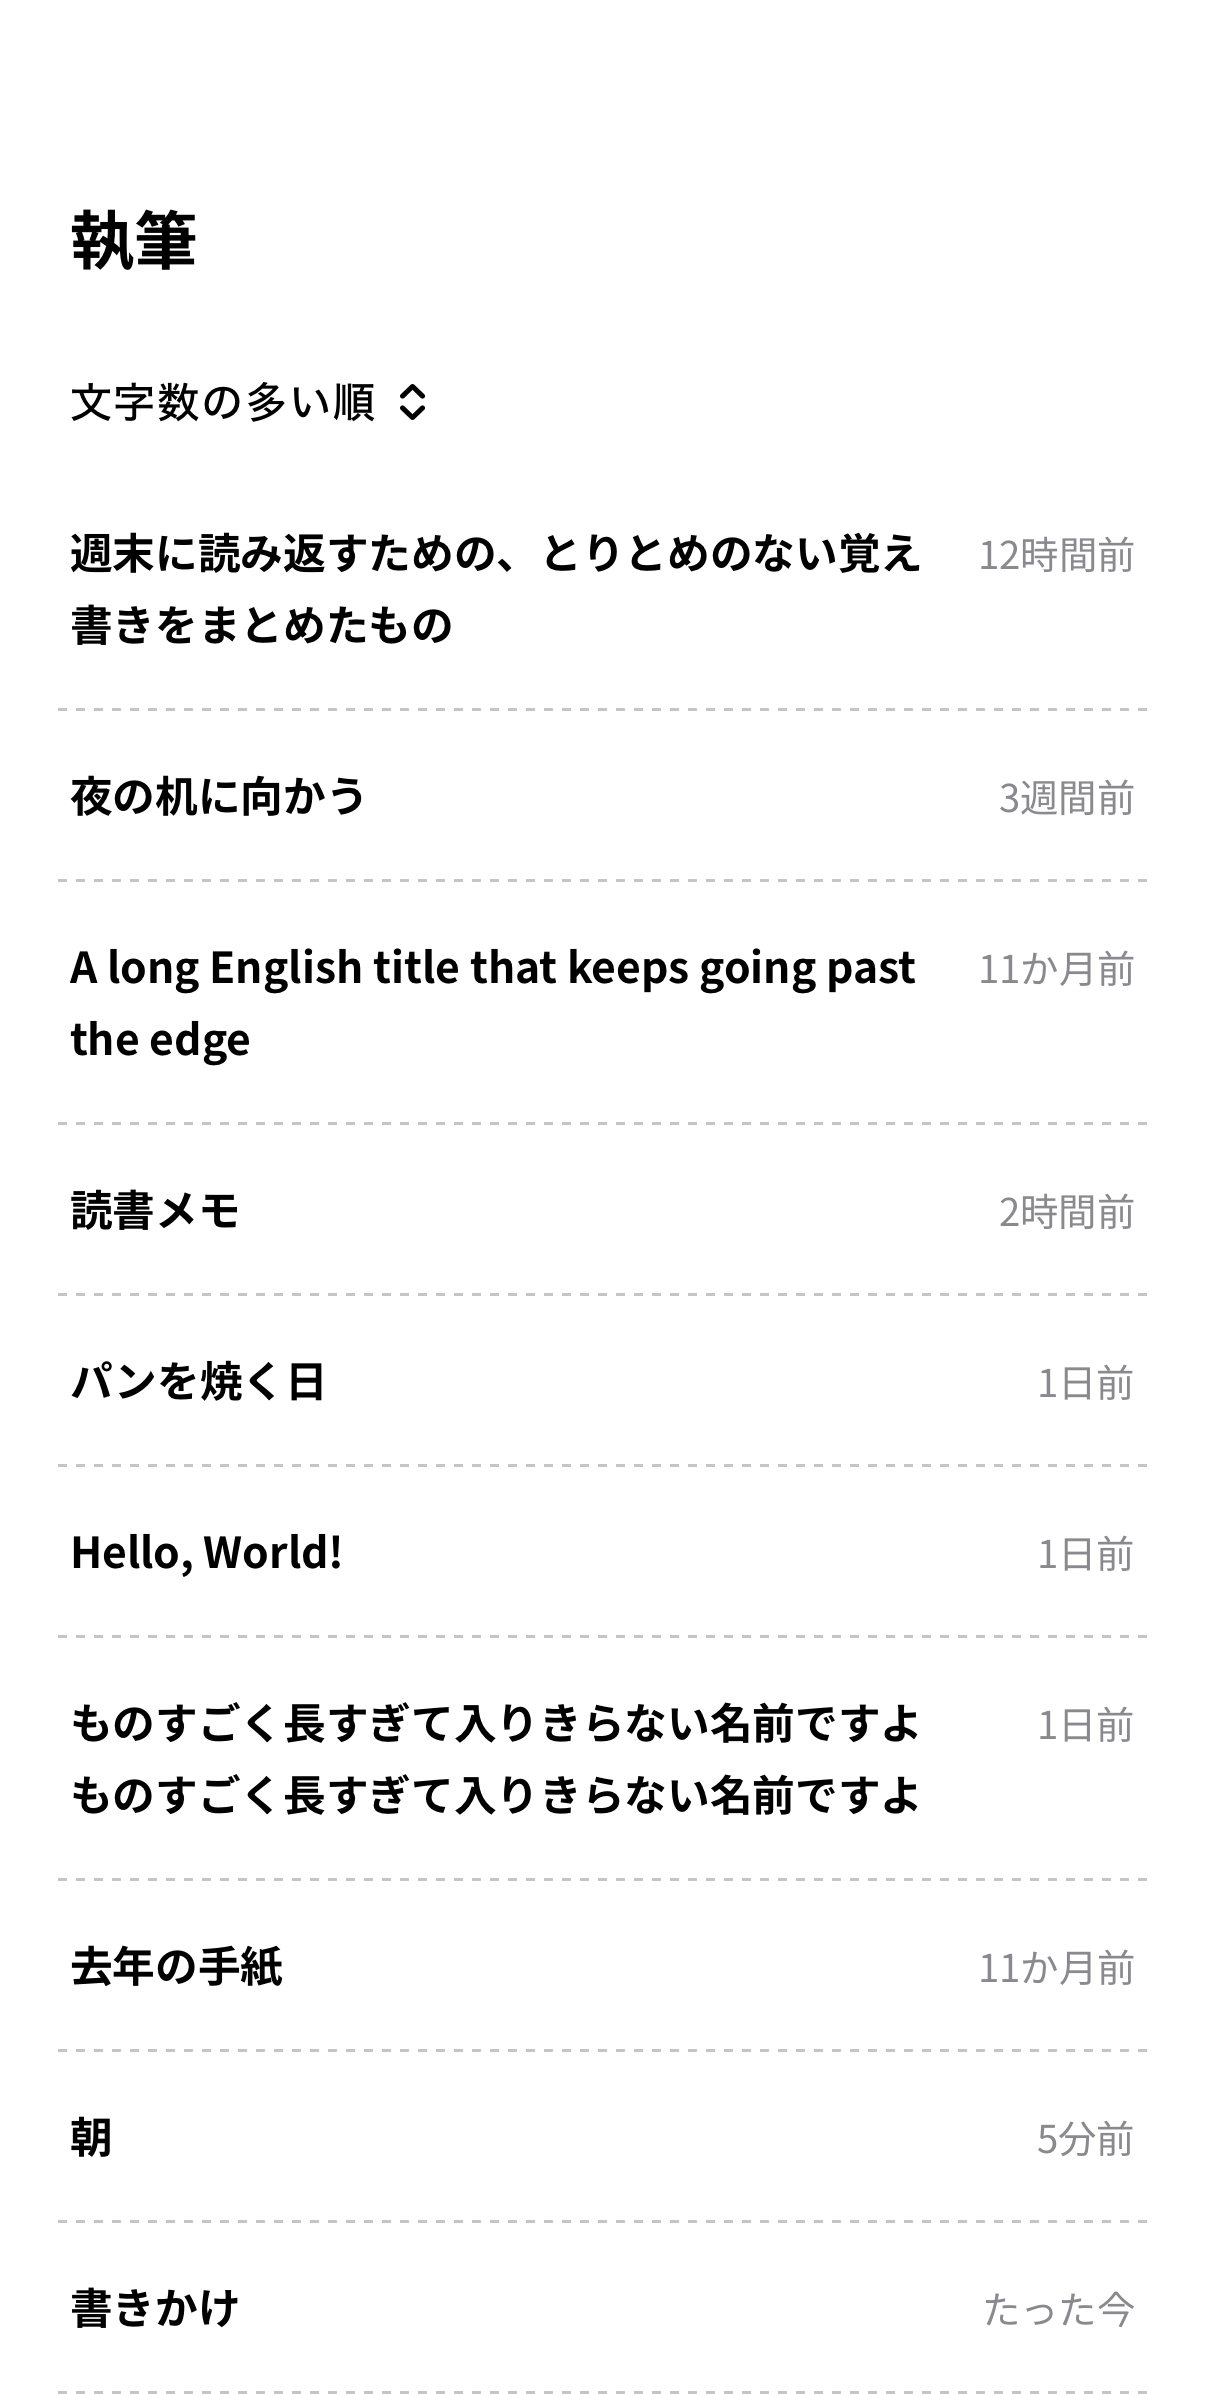 執筆
文字数の多い順
週末に読み返すための、とりとめのない覚え 12時間前
書きをまとめたもの
夜の机に向かう 3週間前
A long English title that keeps going past 11か月前
the edge
読書メモ 2時間前
パンを焼く日 1日前
Hello, World! 1日前
ものすごく長すぎて入りきらない名前ですよ 1日前
ものすごく長すぎて入りきらない名前ですよ
去年の手紙 11か月前
朝 5分前
書きかけ たった今